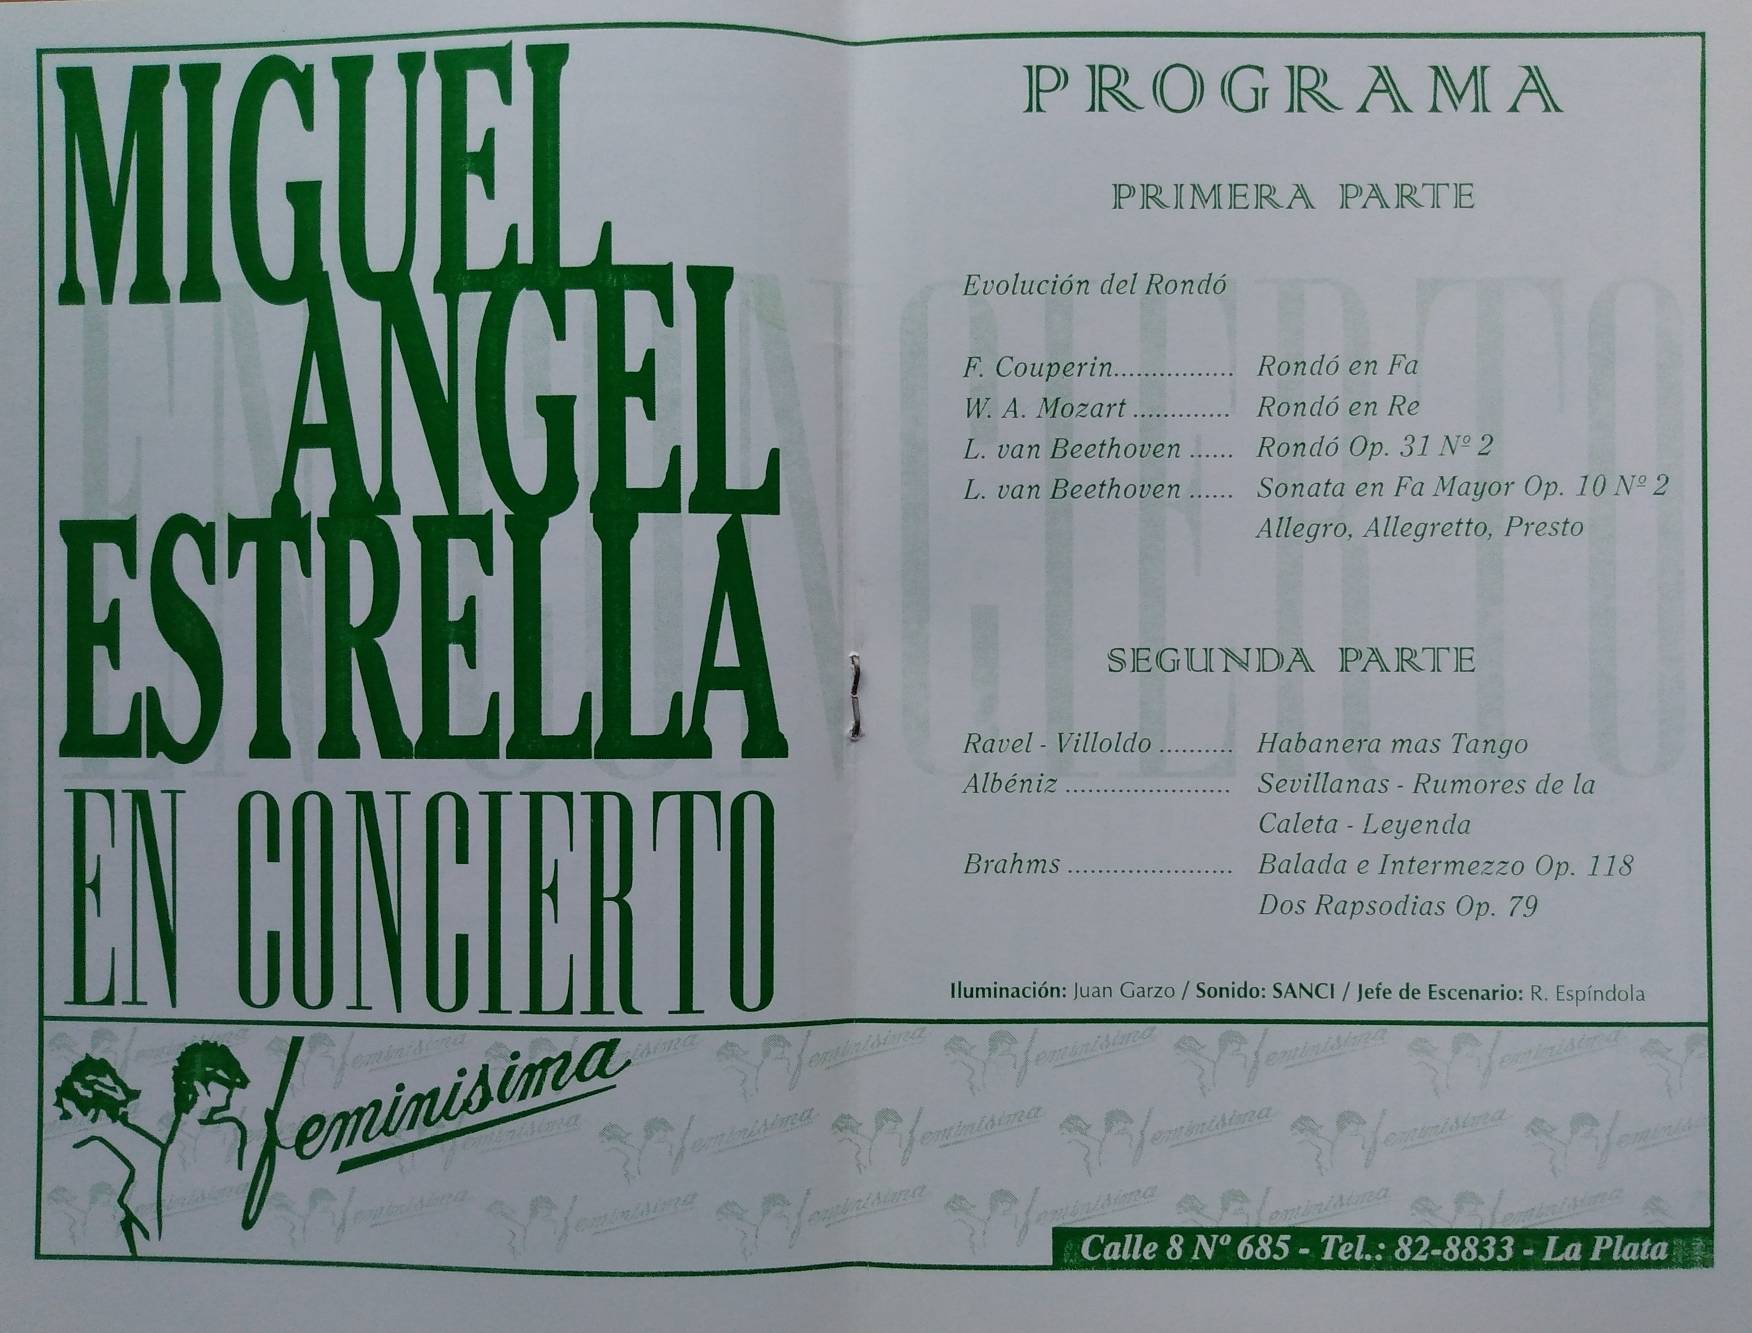 MIGUEL
ANGEL
ESTRELLA
EN CONCIERTO
feminisima
PROGRAMA
PRIMERA PARTE
Evolución del Rondó
F. Couperin................ Rondó en Fa
W. A. Mozart ............. Rondó en Re
L. van Beethoven ...... Rondó Op. 31 Nº 2
L. van Beethoven ...... Sonata en Fa Mayor Op. 10 Nº 2
Allegro, Allegretto, Presto
SEGUNDA PARTE
Ravel - Villoldo .......... Habanera mas Tango
Albéniz ...................... Sevillanas - Rumores de la
Caleta - Leyenda
Brahms ...................... Balada e Intermezzo Op. 118
Dos Rapsodias Op. 79
Iluminación: Juan Garzo / Sonido: SANCI / Jefe de Escenario: R. Espíndola
Calle 8 Nº 685 - Tel.: 82-8833 - La Plata